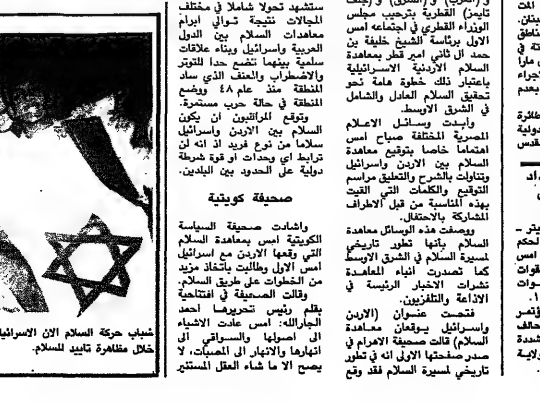 و (العرب) و (الشرق) و (جلف
تايمز) القطرية بترحيب مجلس
الوزراء القطري في اجتماعه امس
الاول برئاسة الشيخ خليفة بن
حمد آل ثاني امير قطر بمعاهدة
السلام الاردنية الاسرائيلية
باعتبار ذلك خطوة هامة نحو
تحقيق السلام العادل والشامل
في الشرق الاوسط.
وابدت وسائل الاعلام
المصرية المختلفة صباح امس
اهتماما خاصا بتوقيع معاهدة
السلام بين الاردن واسرائيل
وتناولت بالشرح والتعليق مراسم
التوقيع والكلمات التي القيت
بهذه المناسبة من قبل الاطراف
المشاركة بالاحتفال.
ووصفت هذه الوسائل معاهدة
السلام بانها تطور تاريخي
لمسيرة السلام في الشرق الاوسط
كما تصدرت انباء المعاهدة
نشرات الاخبار الرئيسة في
الاذاعة والتلفزيون.
فتحت عنوان (الاردن
واسرائيل يوقعان معاهدة
السلام) قالت صحيفة الاهرام في
صدر صفحتها الاولى انه في تطور
تاريخي لمسيرة السلام فقد وقع
ستشهد تحولا شاملا في مختلف
المجالات نتيجة توالي ابرام
معاهدات السلام بين الدول
العربية واسرائيل وبناء علاقات
سلمية بينهما تضع حدا للتوتر
والاضطراب والعنف الذي ساد
المنطقة منذ عام ٤٨ ووضع
المنطقة في حالة حرب مستمرة.
وتوقع المراقبون ان يكون
السلام بين الاردن واسرائيل
سلاما من نوع فريد اذ انه لن
ترابط اي وحدات او قوة شرطة
دولية على الحدود بين البلدين.
صحيفة كويتية
واشادت صحيفة السياسة
الكويتية امس بمعاهدة السلام
التي وقعها الاردن مع اسرائيل
امس الاول وطالبت باتخاذ مزيد
من الخطوات على طريق السلام.
وقالت الصحيفة في افتتاحية
بقلم رئيس تحريرها احمد
الجارالله: امس عادت الاشياء
الى اصولها والسواقي الى
انهارها والانهار الى المصبات، لا
يصح الا ما شاء العقل المستنير
شباب حركة السلام الان الاسرائيل
خلال مظاهرة تاييد للسلام.